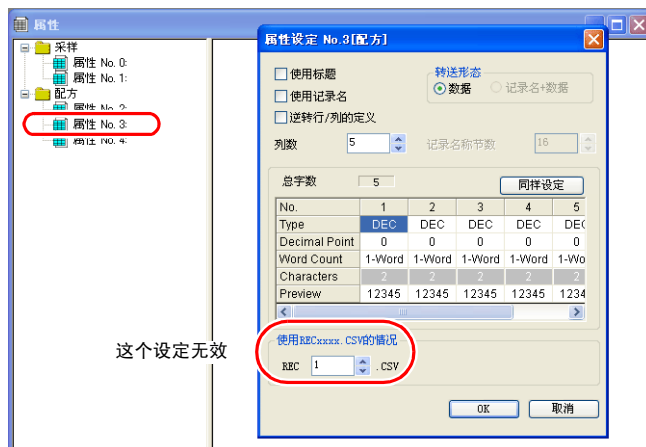 属性
采样
属性 No. 0:
属性 No. 1:
配方
属性 No. 2:
属性 No. 3:
属性 No. 4:
这个设定无效
属性设定 No.3[配方]
使用标题
使用记录名
逆转行/列的定义
转送形态
数据
记录名+数据
列数 5
记录名称节数 16
总字数 5
同样设定
No. 1 2 3 4 5
Type DEC DEC DEC DEC DEC
Decimal Point 0 0 0 0 0
Word Count 1-Word 1-Word 1-Word 1-Word 1-Wo
Characters 2 2 2 2 2
Preview 12345 12345 12345 12345 1234
使用RECxxxx.CSV的情况
REC 1 .CSV
OK
取消